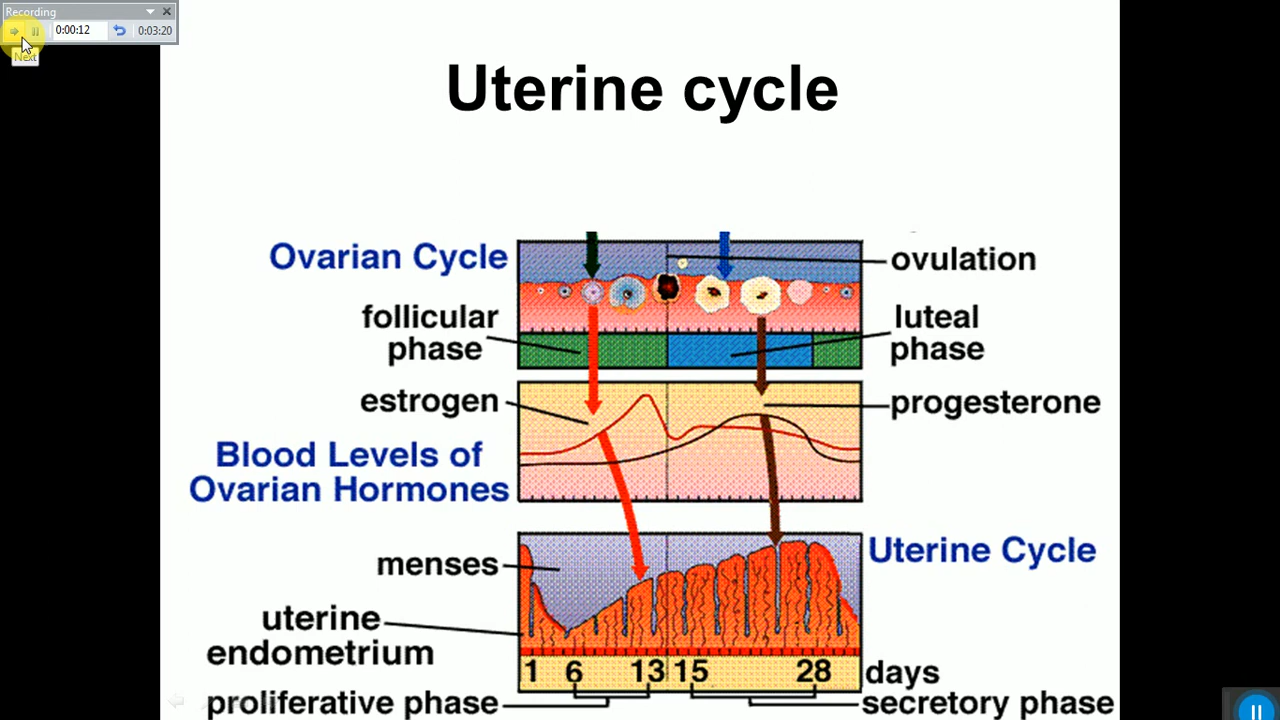 Recording
0:00:12
0:03:20
Next
Uterine cycle
Ovarian Cycle
ovulation
follicular
phase
luteal
phase
estrogen
progesterone
Blood Levels of
Ovarian Hormones
menses
Uterine Cycle
uterine
endometrium
1 6 13 15 28 days
proliferative phase
secretory phase